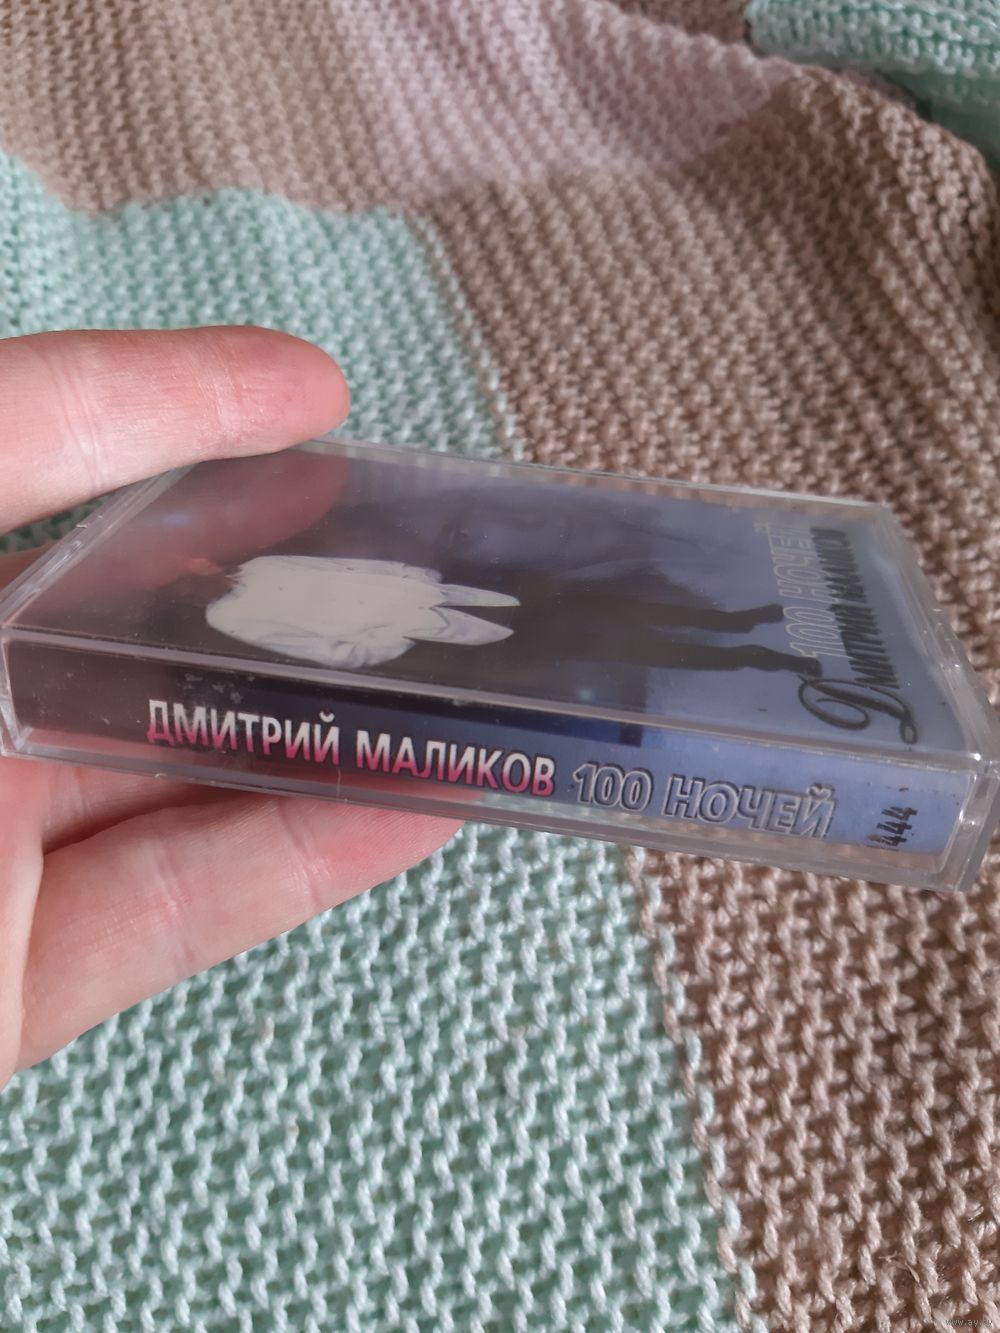 100 НОЧЕЙ
ДМИТРИЙ МАЛИКОВ
ДМИТРИЙ МАЛИКОВ 100 НОЧЕЙ
444